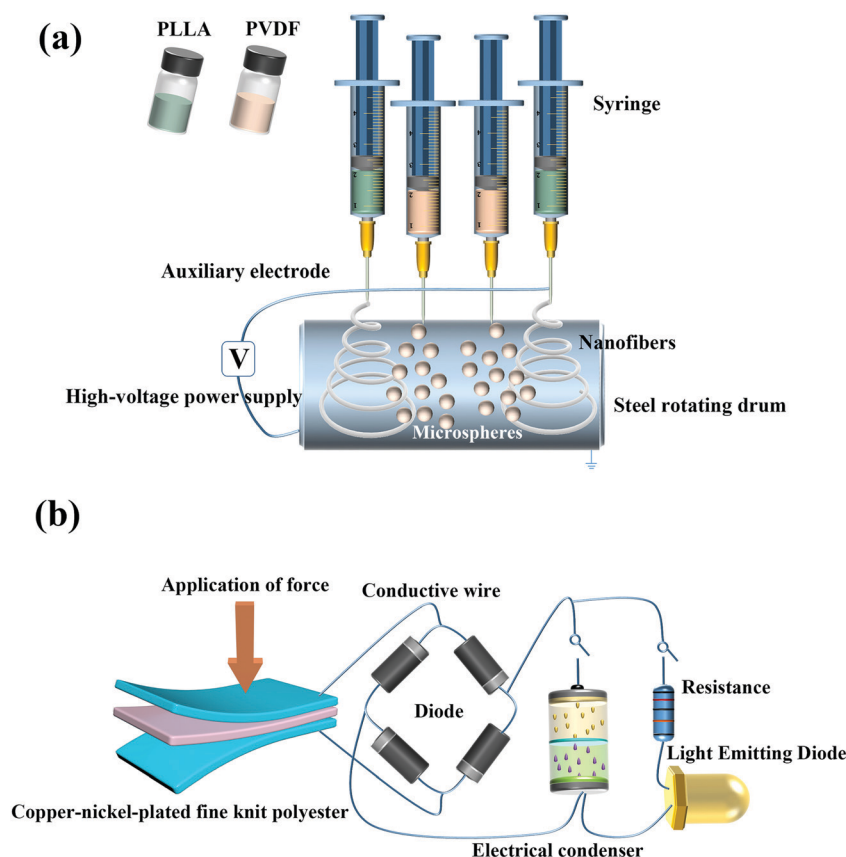 (a)
PLLA PVDF
Syringe
Auxiliary electrode
Nanofibers
V
High-voltage power supply
Steel rotating drum
Microspheres
(b)
Application of force
Conductive wire
Diode
Resistance
Light Emitting Diode
Copper-nickel-plated fine knit polyester
Electrical condenser